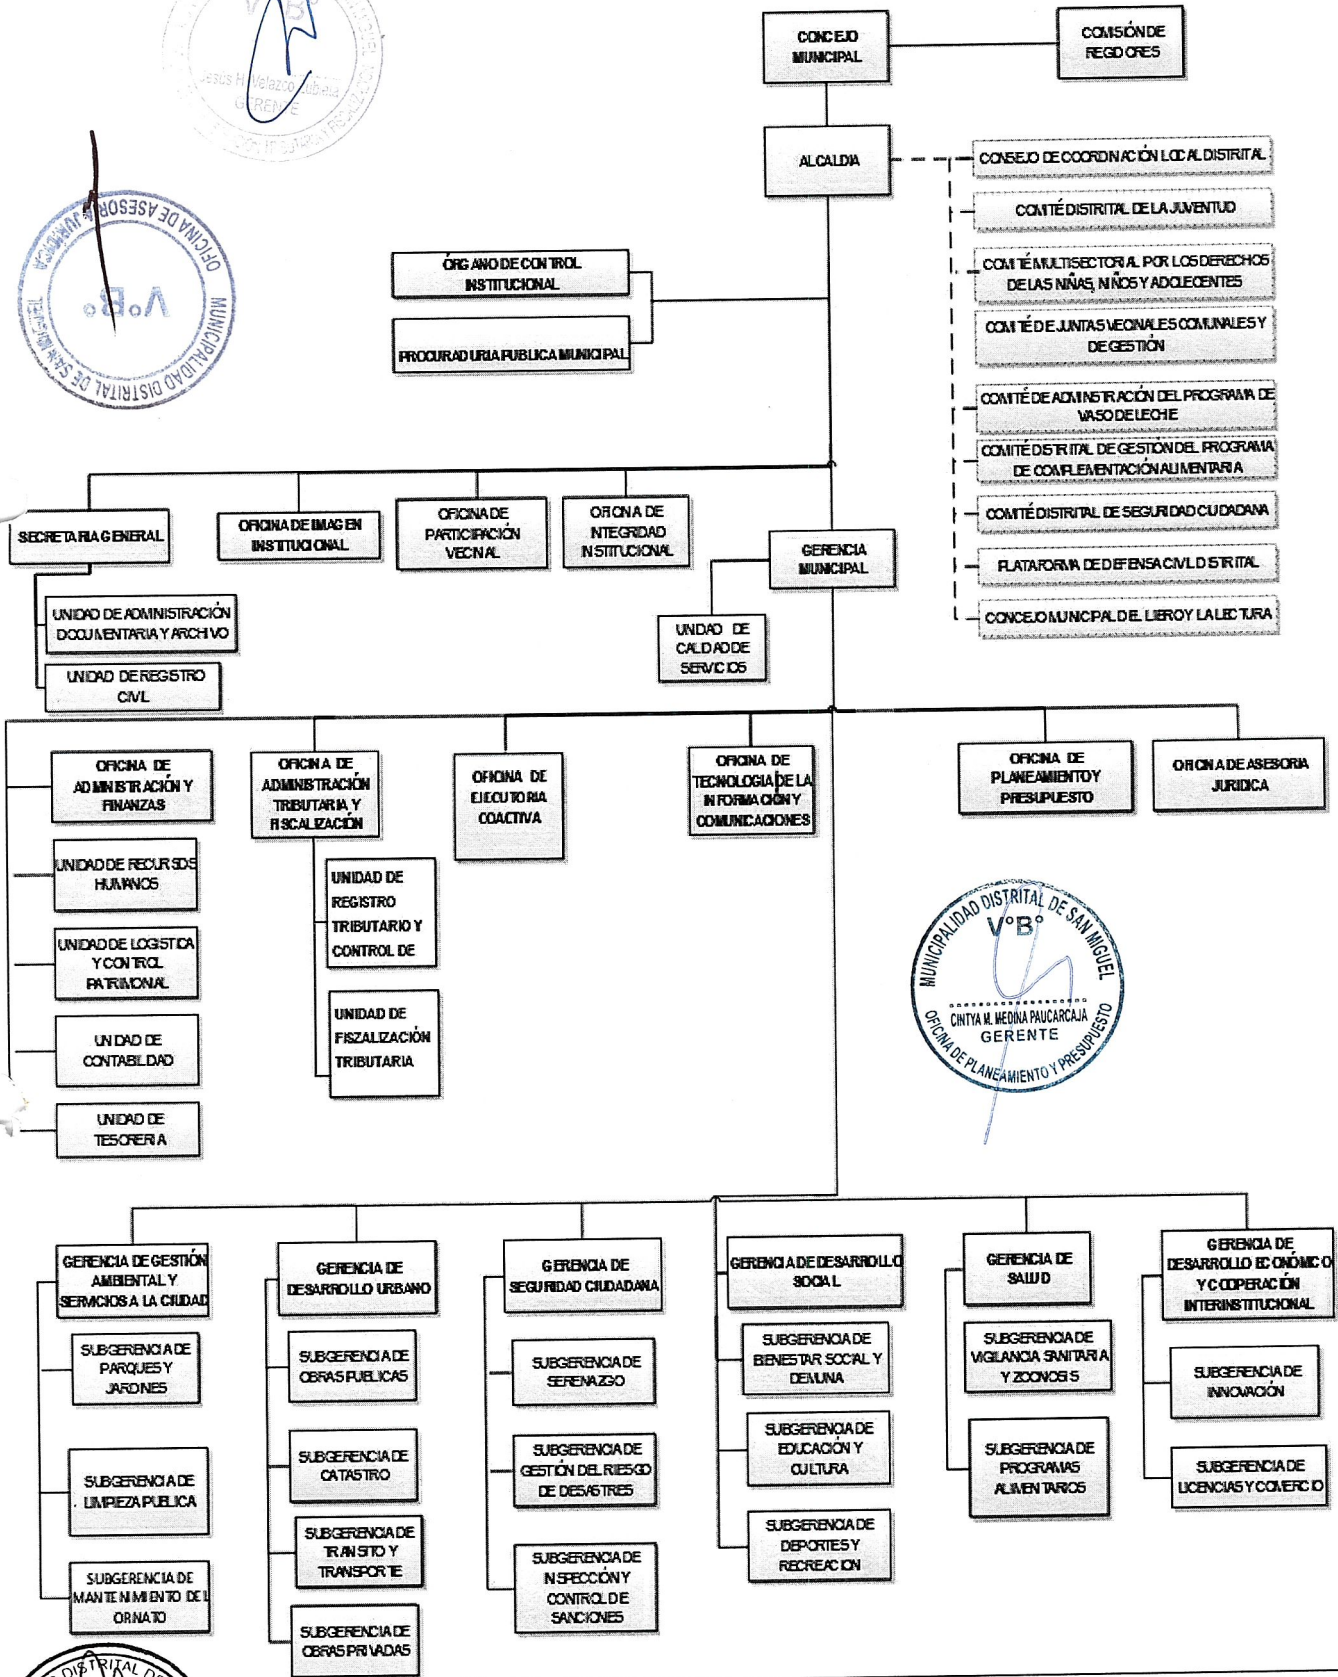 V°B°
GERENTE
CONCEJO
MUNICIPAL
COMISIÓN DE
REGIDORES
ALCALDIA
CONSEJO DE COORDINACIÓN LOCAL DISTRITAL
COMITÉ DISTRITAL DE LA JUVENTUD
COMITÉ MULTISECTORIAL POR LOS DERECHOS
DE LAS NIÑAS, NIÑOS Y ADOLECENTES
COMITÉ DE JUNTAS VECINALES COMUNALES Y
DE GESTIÓN
COMITÉ DE ADMINISTRACIÓN DEL PROGRAMA DE
VASO DE LECHE
COMITÉ DISTRITAL DE GESTIÓN DEL PROGRAMA
DE COMPLEMENTACIÓN ALIMENTARIA
COMITÉ DISTRITAL DE SEGURIDAD CIUDADANA
PLATAFORMA DE DEFENSA CIVIL DISTRITAL
CONCEJO MUNICIPAL DEL LIBRO Y LA LECTURA
MUNICIPALIDAD DISTRITAL DE SAN MIGUEL
OFICINA DE ASESORIA JURIDICA
V°B°
ÓRGANO DE CONTROL
INSTITUCIONAL
PROCURADURIA PUBLICA MUNICIPAL
SECRETARIA GENERAL
OFICINA DE IMAGEN
INSTITUCIONAL
OFICINA DE
PARTICIPACIÓN
VECINAL
OFICINA DE
INTEGRIDAD
INSTITUCIONAL
GERENCIA
MUNICIPAL
UNIDAD DE ADMINISTRACIÓN
DOCUMENTARIA Y ARCHIVO
UNIDAD DE REGISTRO
CIVIL
UNIDAD DE
CALIDAD DE
SERVICIOS
OFICINA DE
ADMINISTRACIÓN Y
FINANZAS
OFICINA DE
ADMINISTRACIÓN
TRIBUTARIA Y
FISCALIZACIÓN
OFICINA DE
EJECUTORIA
COACTIVA
OFICINA DE
TECNOLOGIA DE LA
INFORMACIÓN Y
COMUNICACIONES
OFICINA DE
PLANEAMIENTO Y
PRESUPUESTO
OFICINA DE ASESORIA
JURIDICA
UNIDAD DE RECURSOS
HUMANOS
UNIDAD DE LOGISTICA
Y CONTROL
PATRIMONIAL
UNIDAD DE
CONTABILIDAD
UNIDAD DE
TESORERIA
UNIDAD DE
REGISTRO
TRIBUTARIO Y
CONTROL DE
UNIDAD DE
FISZALIZACIÓN
TRIBUTARIA
MUNICIPALIDAD DISTRITAL DE SAN MIGUEL
V°B°
CINTYA M. MEDINA PAUCARCAJA
GERENTE
OFICINA DE PLANEAMIENTO Y PRESUPUESTO
GERENCIA DE GESTIÓN
AMBIENTAL Y
SERVICIOS A LA CIUDAD
GERENCIA DE
DESARROLLO URBANO
GERENCIA DE
SEGURIDAD CIUDADANA
GERENCIA DE DESARROLLO
SOCIAL
GERENCIA DE
SALUD
GERENCIA DE
DESARROLLO ECONÓMICO
Y COOPERACIÓN
INTERINSTITUCIONAL
SUBGERENCIA DE
PARQUES Y
JARDINES
SUBGERENCIA DE
LIMPIEZA PUBLICA
SUBGERENCIA DE
MANTENIMIENTO DEL
ORNATO
SUBGERENCIA DE
OBRAS PUBLICAS
SUBGERENCIA DE
CATASTRO
SUBGERENCIA DE
TRANSITO Y
TRANSPORTE
SUBGERENCIA DE
OBRAS PRIVADAS
SUBGERENCIA DE
SERENAZGO
SUBGERENCIA DE
GESTIÓN DEL RIESGO
DE DESASTRES
SUBGERENCIA DE
INSPECCIÓN Y
CONTROL DE
SANCIONES
SUBGERENCIA DE
BIENESTAR SOCIAL Y
DEMUNA
SUBGERENCIA DE
EDUCACIÓN Y
CULTURA
SUBGERENCIA DE
DEPORTES Y
RECREACION
SUBGERENCIA DE
VIGILANCIA SANITARIA
Y ZOONOSIS
SUBGERENCIA DE
PROGRAMAS
ALIMENTARIOS
SUBGERENCIA DE
INNOVACIÓN
SUBGERENCIA DE
LICENCIAS Y COMERCIO
DISTRITAL